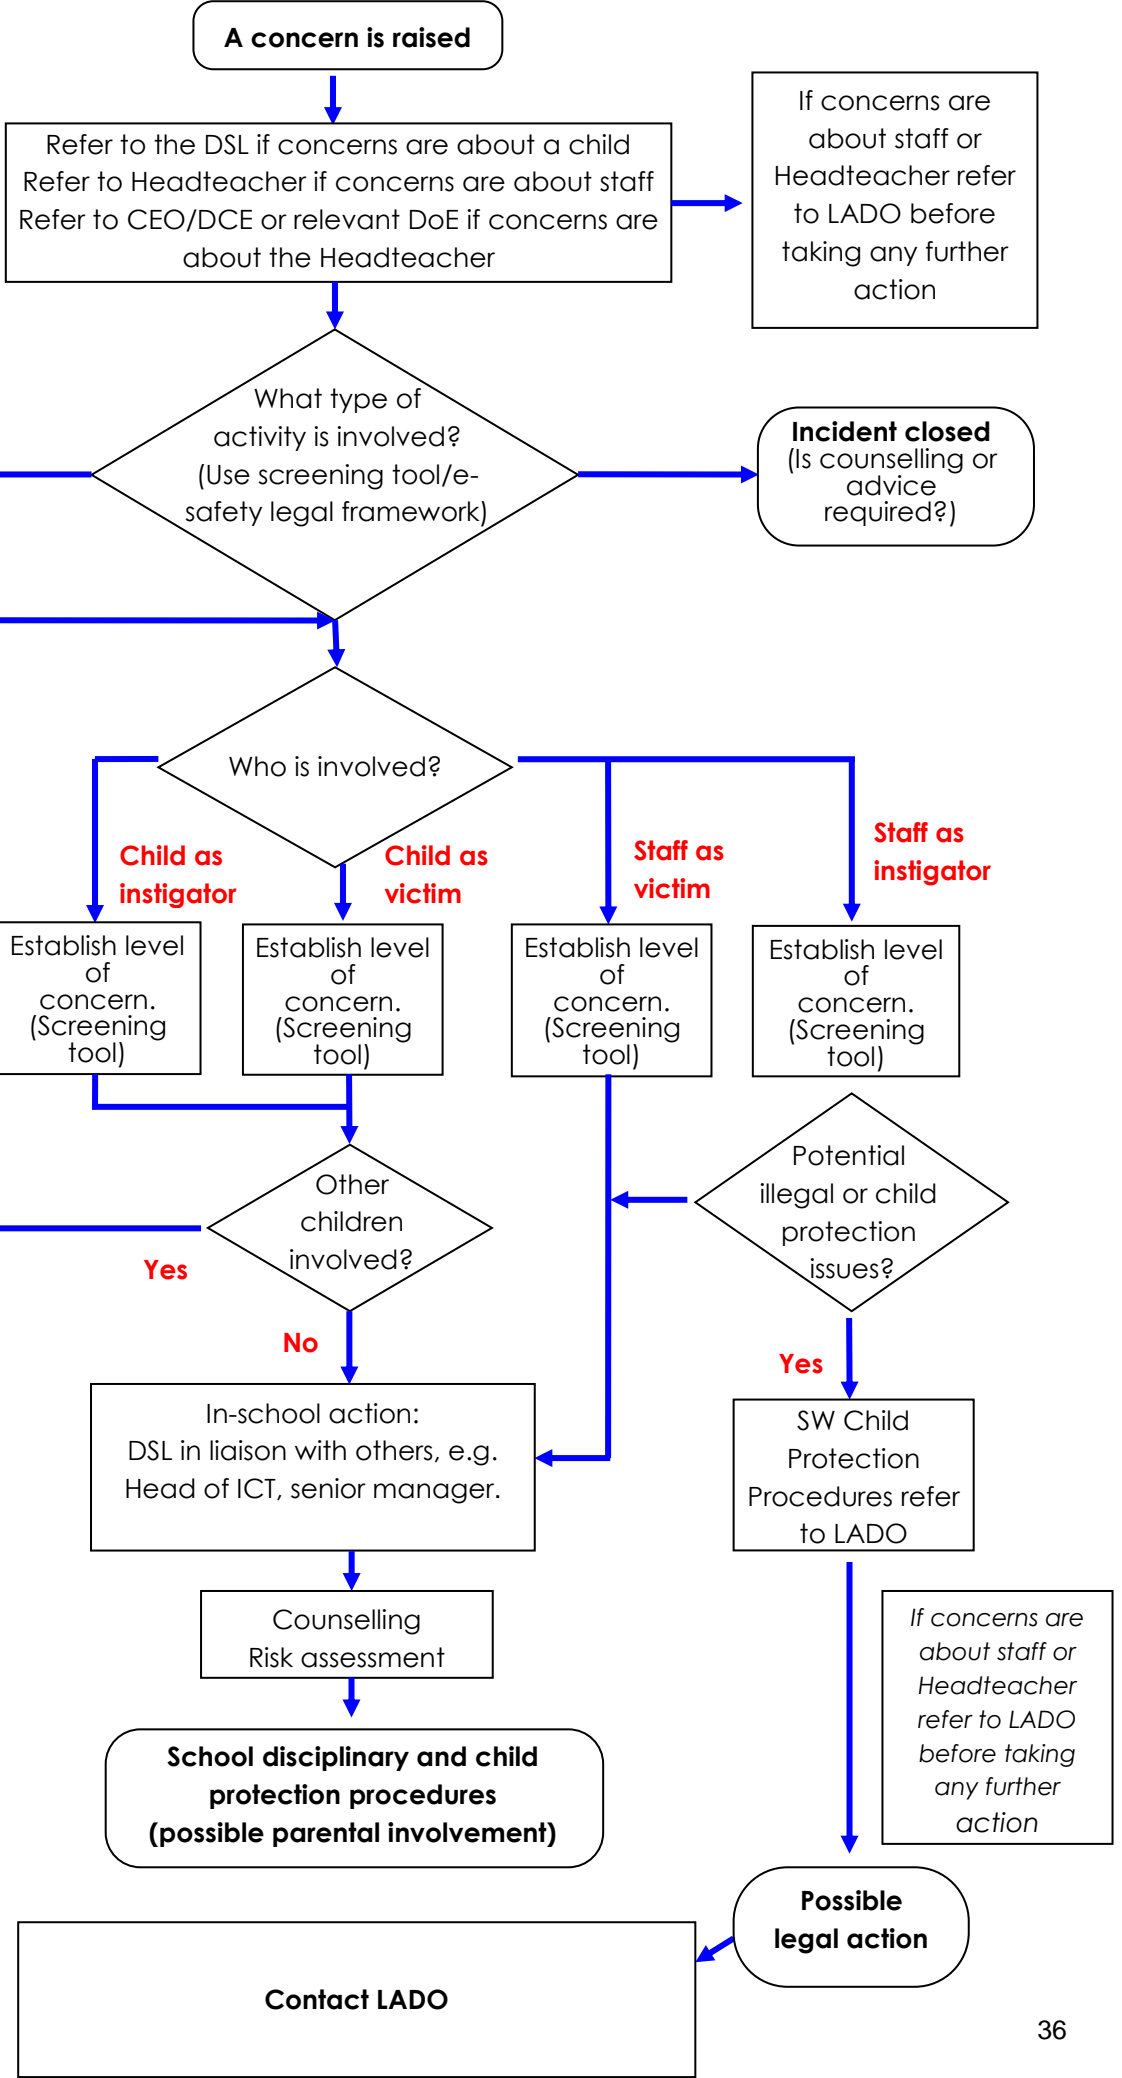 A concern is raised
Refer to the DSL if concerns are about a child
Refer to Headteacher if concerns are about staff
Refer to CEO/DCE or relevant DoE if concerns are
about the Headteacher
If concerns are
about staff or
Headteacher refer
to LADO before
taking any further
action
What type of
activity is involved?
(Use screening tool/e-
safety legal framework)
Incident closed
(Is counselling or
advice
required?)
Who is involved?
Child as
instigator
Child as
victim
Staff as
victim
Staff as
instigator
Establish level
of
concern.
(Screening
tool)
Establish level
of
concern.
(Screening
tool)
Establish level
of
concern.
(Screening
tool)
Establish level
of
concern.
(Screening
tool)
Other
children
involved?
Potential
illegal or child
protection
issues?
Yes
No
Yes
In-school action:
DSL in liaison with others, e.g.
Head of ICT, senior manager.
SW Child
Protection
Procedures refer
to LADO
Counselling
Risk assessment
If concerns are
about staff or
Headteacher
refer to LADO
before taking
any further
action
School disciplinary and child
protection procedures
(possible parental involvement)
Possible
legal action
Contact LADO
36